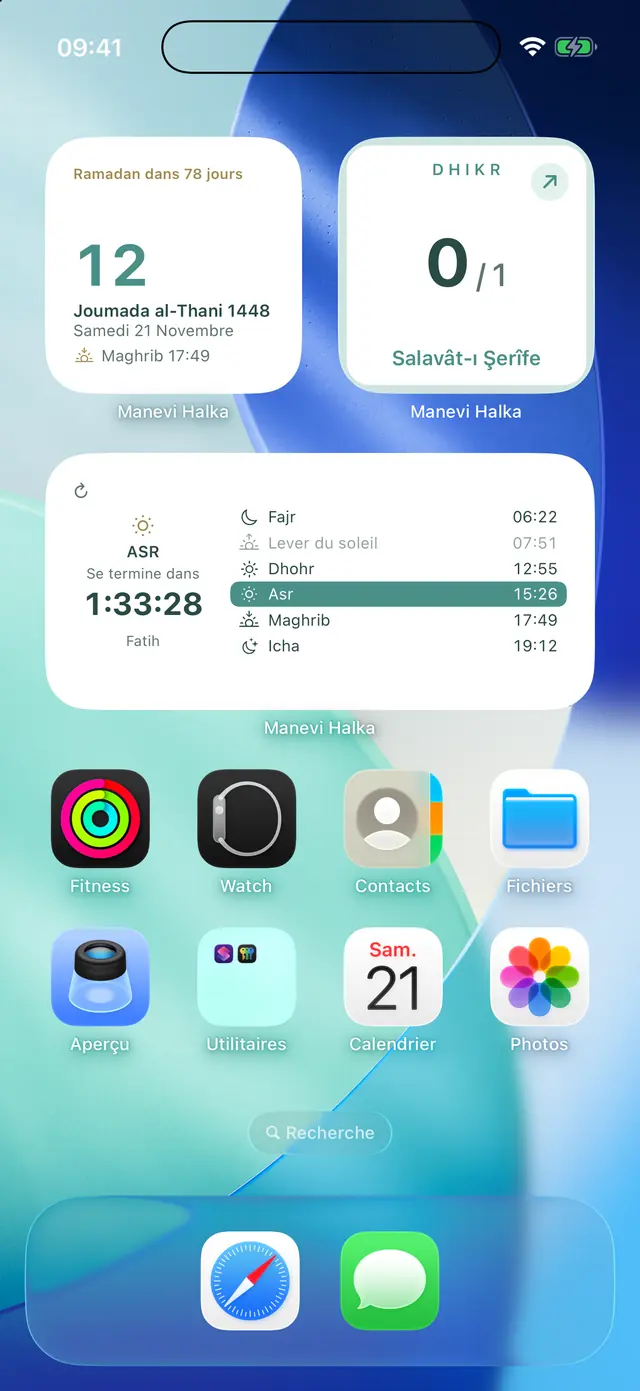 09:41
Ramadan dans 78 jours
12
Joumada al-Thani 1448
Samedi 21 Novembre
Maghrib 17:49
Manevi Halka
DHIKR
0 / 1
Salavât-ı Şerîfe
Manevi Halka
ASR
Se termine dans
1:33:28
Fatih
Fajr 06:22
Lever du soleil 07:51
Dhohr 12:55
Asr 15:26
Maghrib 17:49
Icha 19:12
Manevi Halka
Fitness
Watch
Contacts
Fichiers
Aperçu
Utilitaires
Sam.
21
Calendrier
Photos
Recherche